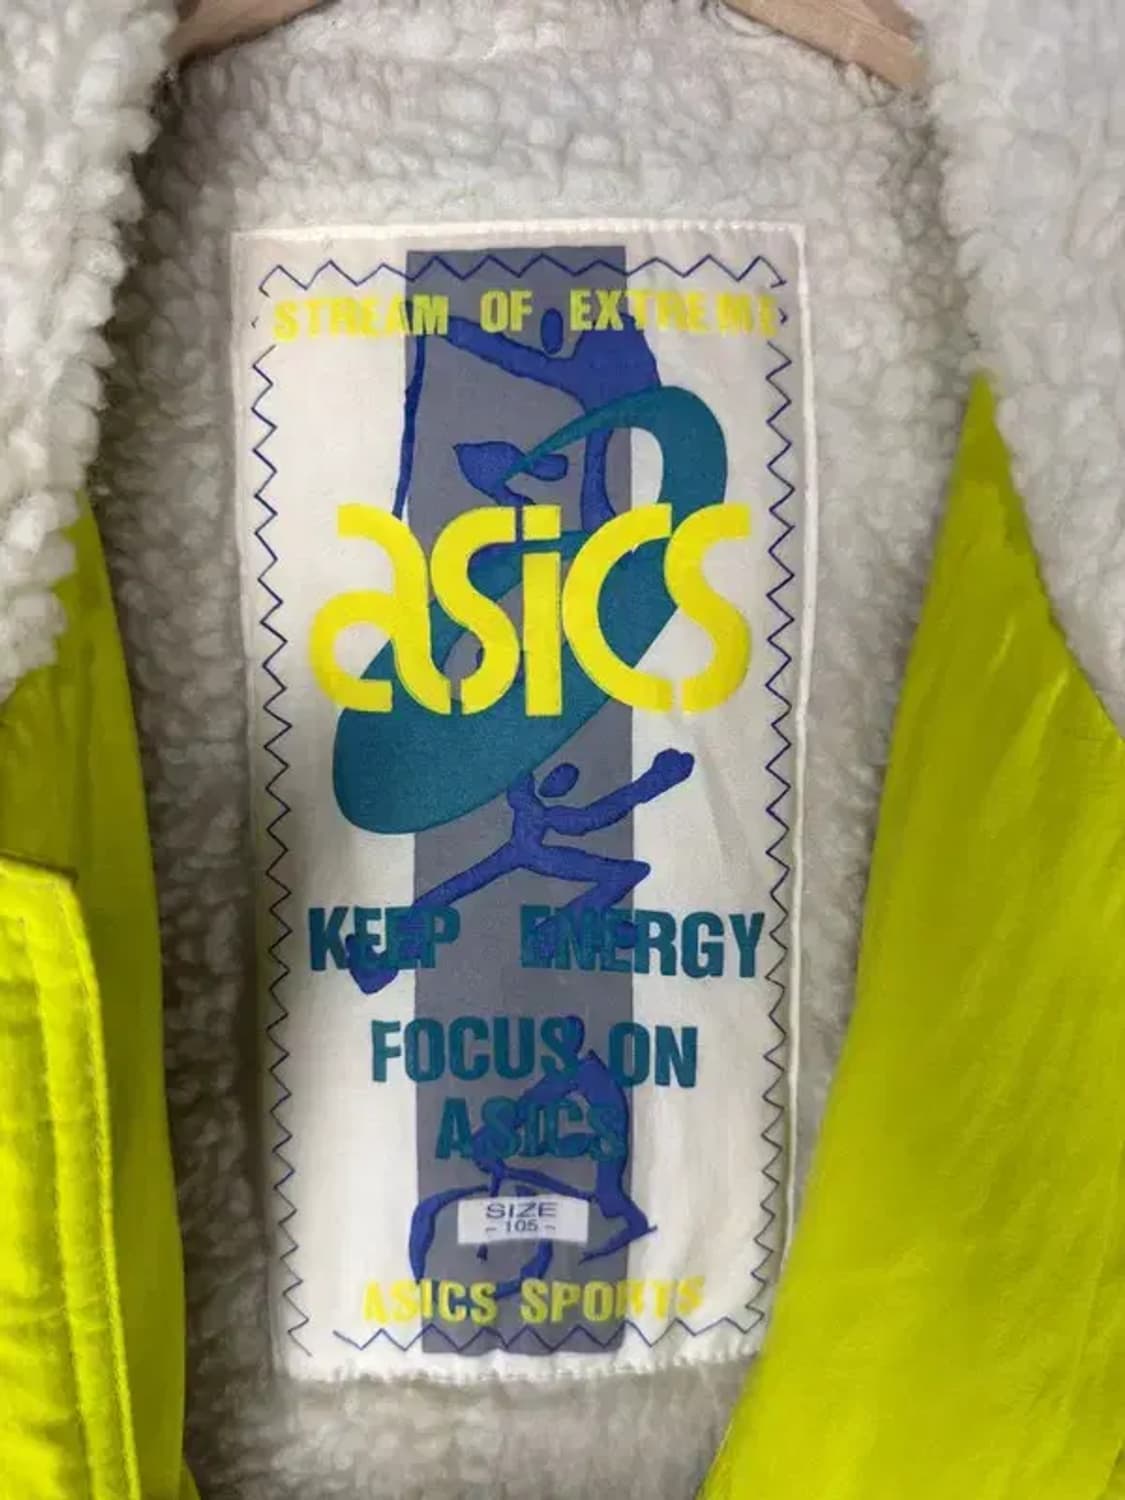 STREAM OF EXTREME
asics
KEEP ENERGY
FOCUS ON
ASICS
SIZE
- 105 -
ASICS SPORTS